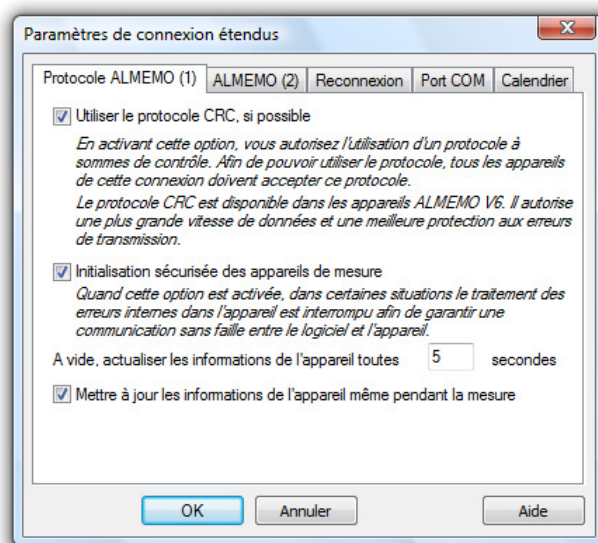 Paramètres de connexion étendus
Protocole ALMEMO (1) ALMEMO (2) Reconnexion Port COM Calendrier
Utiliser le protocole CRC, si possible
En activant cette option, vous autorisez l'utilisation d'un protocole à
sommes de contrôle. Afin de pouvoir utiliser le protocole, tous les appareils
de cette connexion doivent accepter ce protocole.
Le protocole CRC est disponible dans les appareils ALMEMO V6. Il autorise
une plus grande vitesse de données et une meilleure protection aux erreurs
de transmission.
Initialisation sécurisée des appareils de mesure
Quand cette option est activée, dans certaines situations le traitement des
erreurs internes dans l'appareil est interrompu afin de garantir une
communication sans faille entre le logiciel et l'appareil.
A vide, actualiser les informations de l'appareil toutes 5 secondes
Mettre à jour les informations de l'appareil même pendant la mesure
OK Annuler Aide